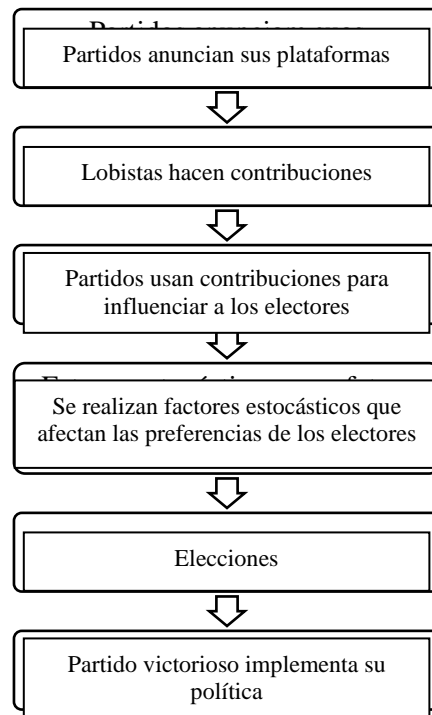 Partidos anuncian sus plataformas
Lobistas hacen contribuciones
Partidos usan contribuciones para
influenciar a los electores
Se realizan factores estocásticos que
afectan las preferencias de los electores
Elecciones
Partido victorioso implementa su
política